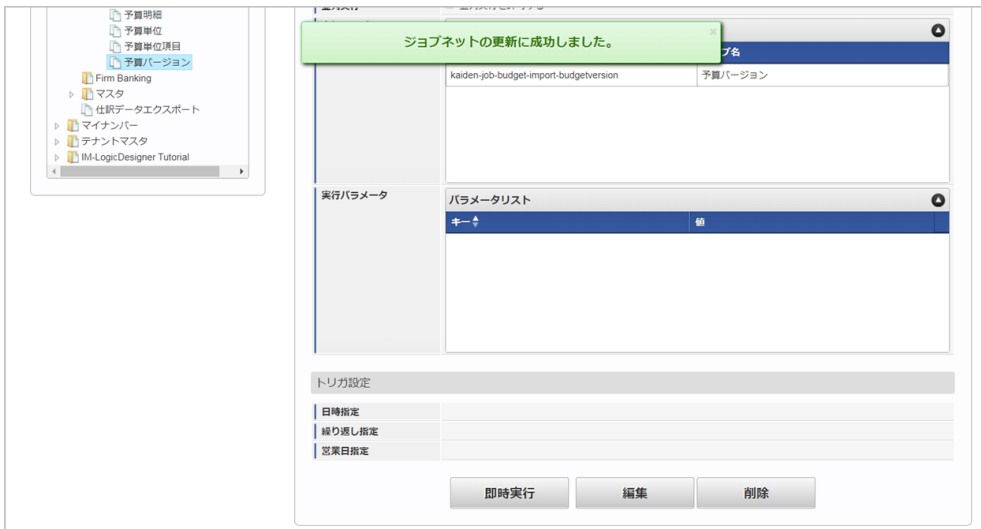 予算明細
予算単位
予算単位項目
予算バージョン
Firm Banking
マスタ
仕訳データエクスポート
マイナンバー
テナントマスタ
IM-LogicDesigner Tutorial
ジョブネットの更新に成功しました。
×
ブ名
kaiden-job-budget-import-budgetversion
予算バージョン
実行パラメータ
パラメータリスト
キー
値
トリガ設定
日時指定
繰り返し指定
営業日指定
即時実行
編集
削除